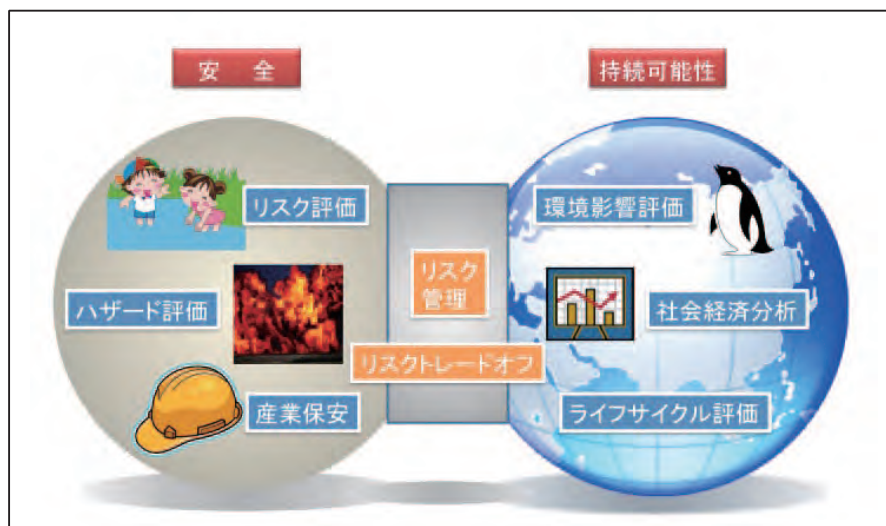 安　全
持続可能性
リスク評価
環境影響評価
リスク
管理
ハザード評価
社会経済分析
リスクトレードオフ
産業保安
ライフサイクル評価